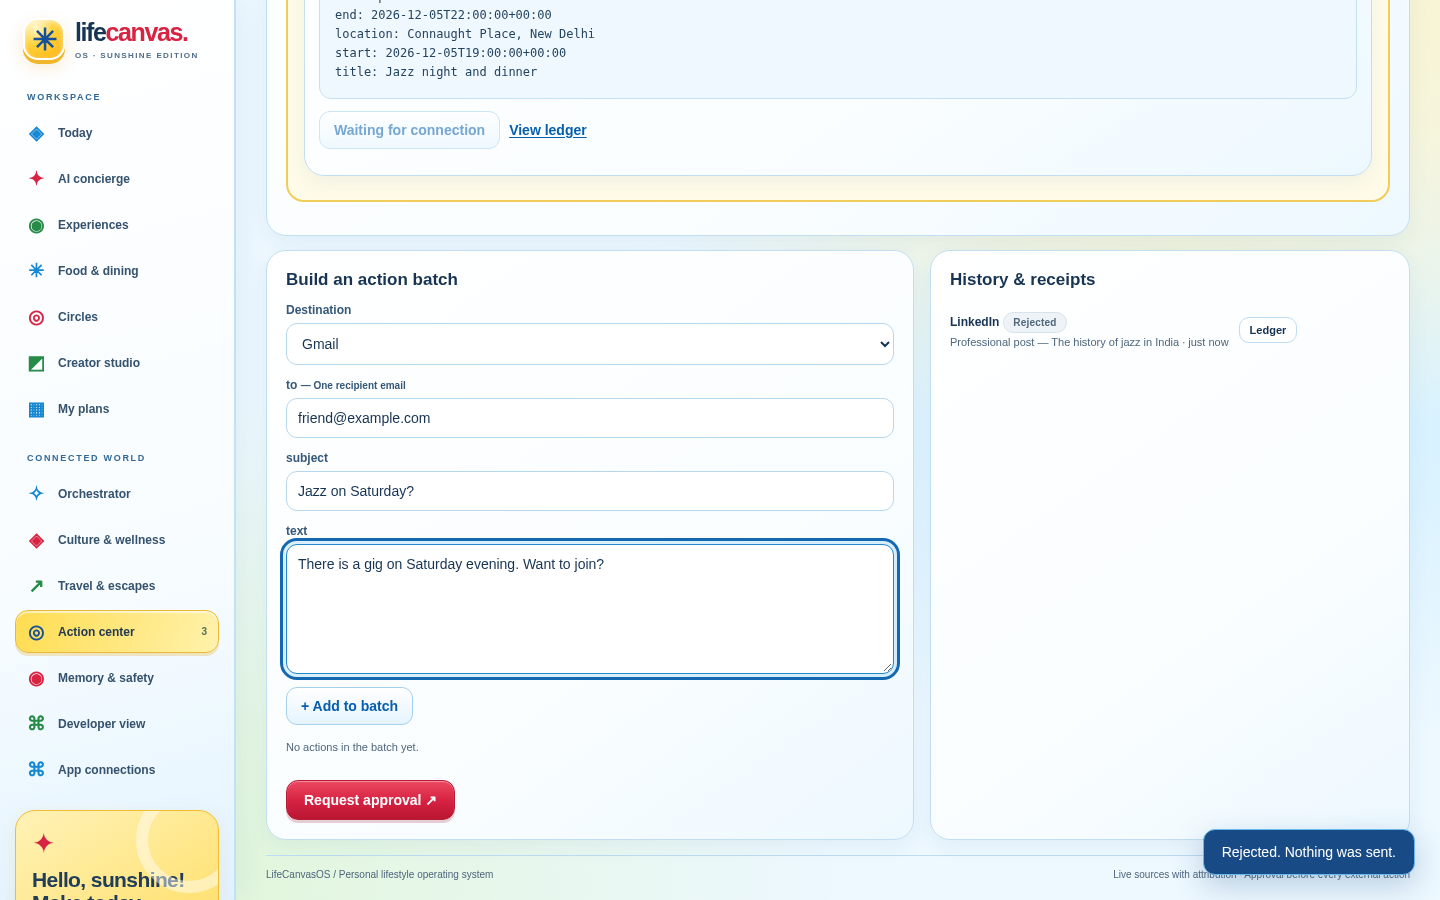 lifecanvas.
OS · SUNSHINE EDITION
WORKSPACE
Today
AI concierge
Experiences
Food & dining
Circles
Creator studio
My plans
CONNECTED WORLD
Orchestrator
Culture & wellness
Travel & escapes
Action center 3
Memory & safety
Developer view
App connections
Hello, sunshine!
end: 2026-12-05T22:00:00+00:00
location: Connaught Place, New Delhi
start: 2026-12-05T19:00:00+00:00
title: Jazz night and dinner
Waiting for connection View ledger
Build an action batch
Destination
Gmail
to — One recipient email
friend@example.com
subject
Jazz on Saturday?
text
There is a gig on Saturday evening. Want to join?
+ Add to batch
No actions in the batch yet.
Request approval ↗
History & receipts
LinkedIn Rejected
Professional post — The history of jazz in India · just now
Ledger
LifeCanvasOS / Personal lifestyle operating system
Live sources with attribution · Approval before every external action
Rejected. Nothing was sent.